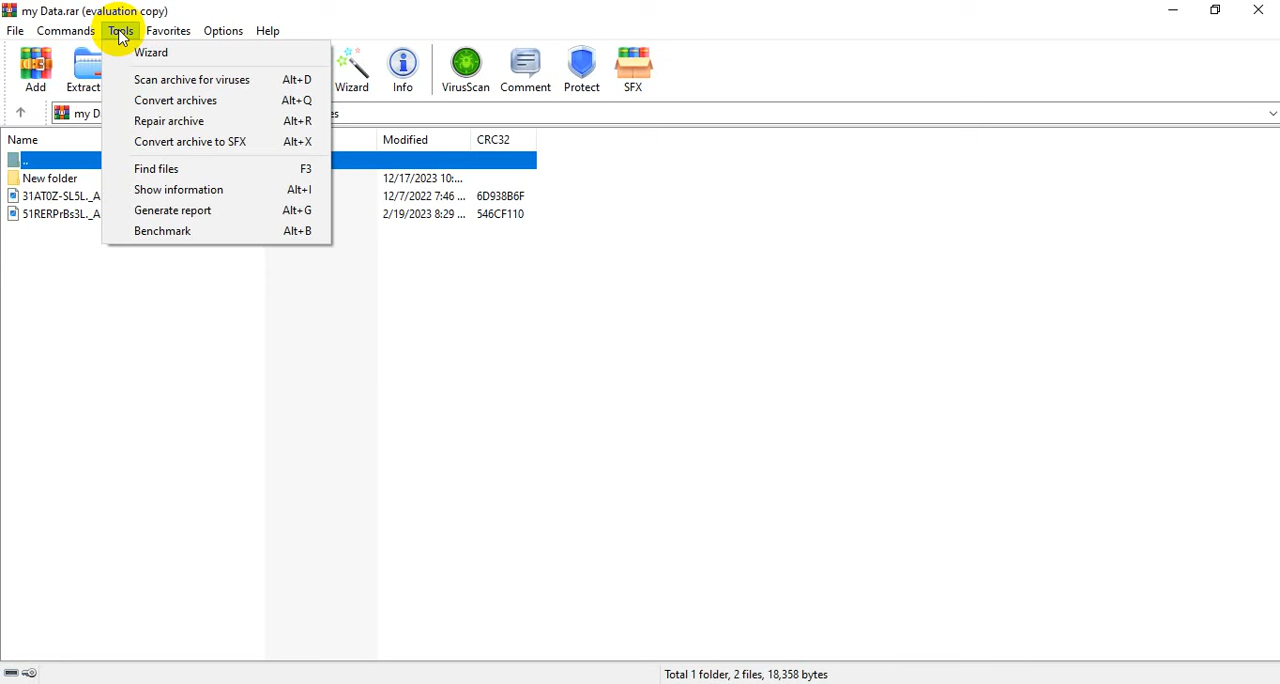 my Data.rar (evaluation copy)
File Commands Tools Favorites Options Help
Wizard
Scan archive for viruses Alt+D
Convert archives Alt+Q
Repair archive Alt+R
Convert archive to SFX Alt+X
Find files F3
Show information Alt+I
Generate report Alt+G
Benchmark Alt+B
Add Extract Wizard Info VirusScan Comment Protect SFX
my D
Name Modified CRC32
..
New folder 12/17/2023 10:...
31AT0Z-SL5L._A 12/7/2022 7:46 ... 6D938B6F
51RERPrBs3L._A 2/19/2023 8:29 ... 546CF110
Total 1 folder, 2 files, 18,358 bytes